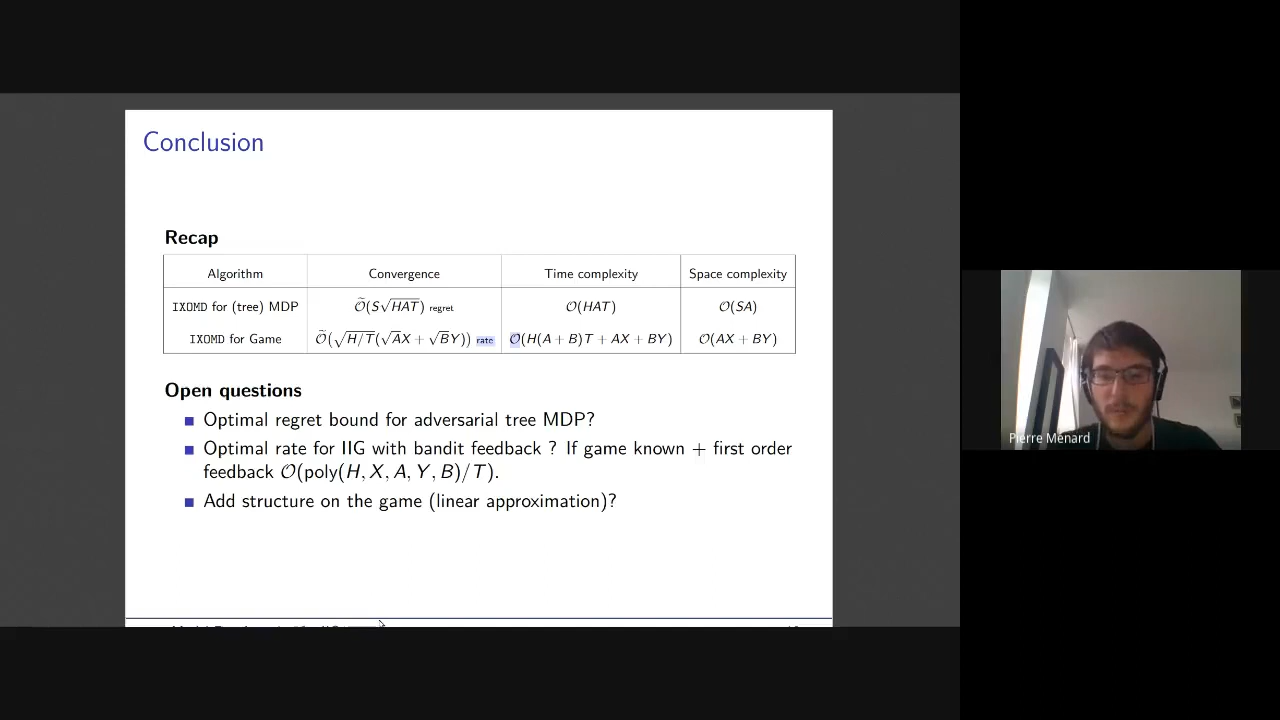 Conclusion
Recap
Algorithm Convergence Time complexity Space complexity
IXOMD for (tree) MDP Õ(S√HAT) regret O(HAT) O(SA)
IXOMD for Game Õ(√H/T(√AX + √BY)) rate O(H(A + B)T + AX + BY) O(AX + BY)
Open questions
Optimal regret bound for adversarial tree MDP?
Optimal rate for IIG with bandit feedback ? If game known + first order
feedback O(poly(H, X, A, Y, B)/T).
Add structure on the game (linear approximation)?
Pierre Ménard